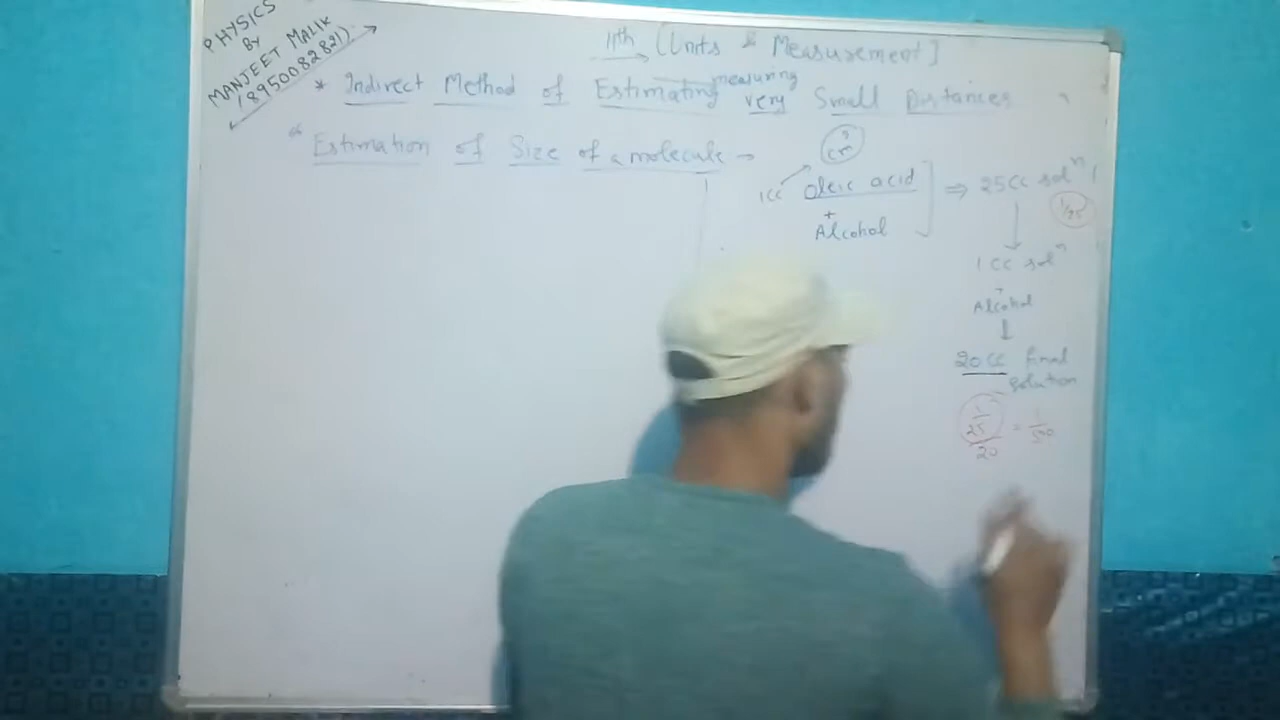 PHYSICS
By
MANJEET MALIK
(8950082821)
11th [Units & Measurement]
* Indirect Method of Estimating measuring very Small Distances
* Estimation of Size of a molecule →
cm³
1CC oleic acid
+
Alcohol
⇒ 25CC solⁿ
1/25
1 CC solⁿ
+
Alcohol
↓
20CC final
solution
1/25/20 = 1/500